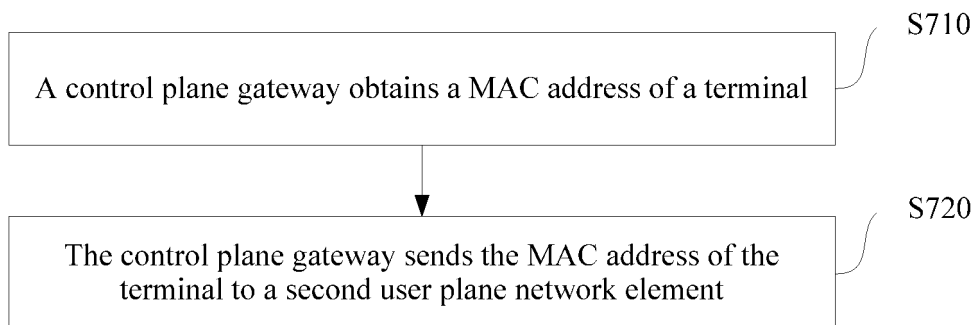 S710
A control plane gateway obtains a MAC address of a terminal
S720
The control plane gateway sends the MAC address of the
terminal to a second user plane network element